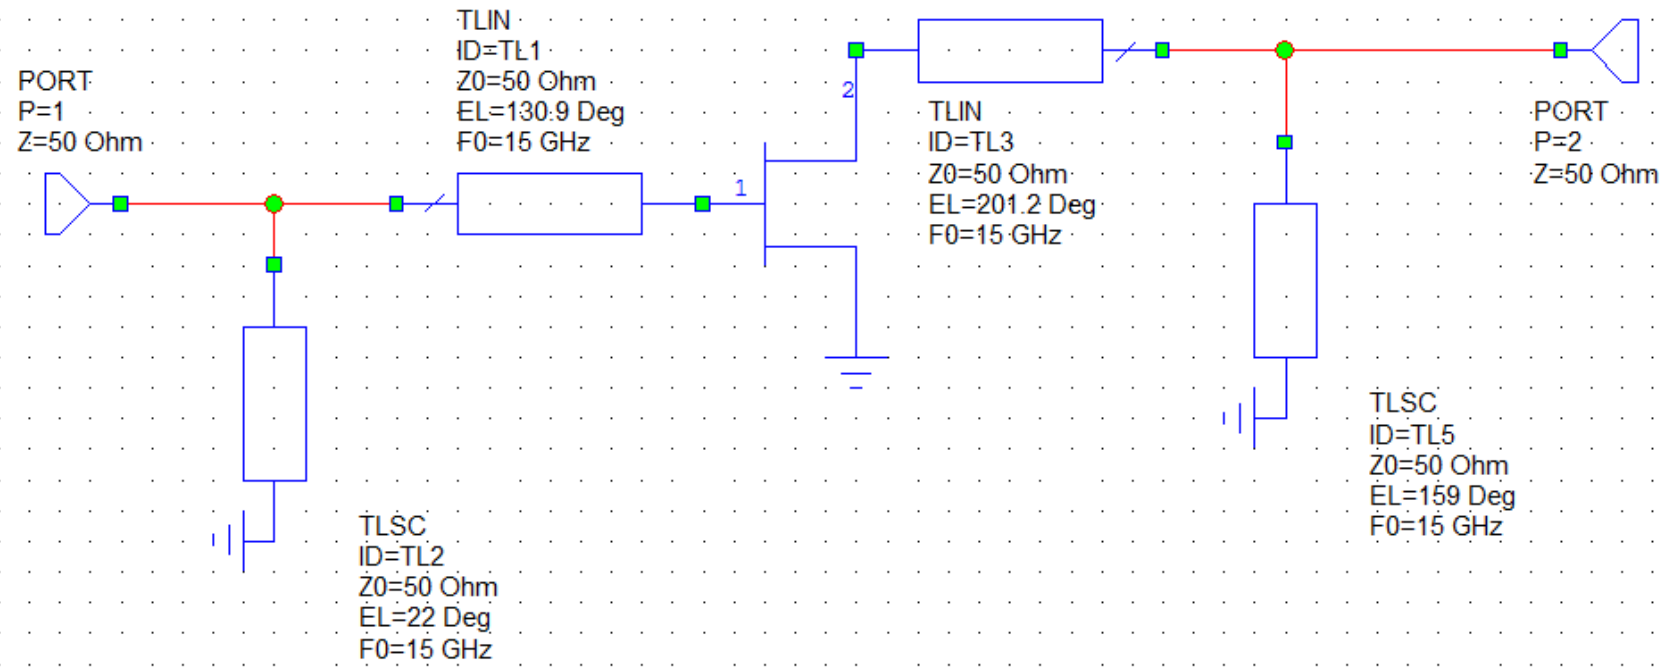 TLIN
ID=TL1
Z0=50 Ohm
EL=130.9 Deg
F0=15 GHz
PORT
P=1
Z=50 Ohm
1
2
TLIN
ID=TL3
Z0=50 Ohm
EL=201.2 Deg
F0=15 GHz
PORT
P=2
Z=50 Ohm
TLSC
ID=TL2
Z0=50 Ohm
EL=22 Deg
F0=15 GHz
TLSC
ID=TL5
Z0=50 Ohm
EL=159 Deg
F0=15 GHz